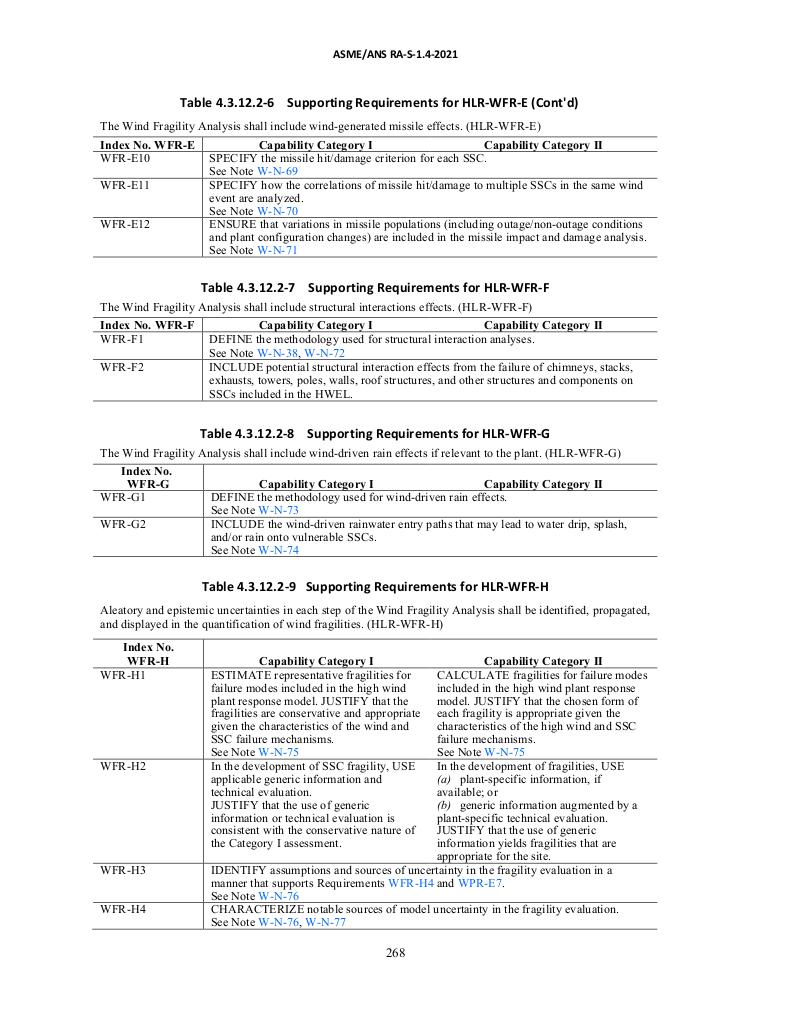 ASME/ANS RA-S-1.4-2021
Table 4.3.12.2-6 Supporting Requirements for HLR-WFR-E (Cont'd)
The Wind Fragility Analysis shall include wind-generated missile effects. (HLR-WFR-E)
Index No. WFR-E Capability Category I Capability Category II
WFR-E10 SPECIFY the missile hit/damage criterion for each SSC.
See Note W-N-69
WFR-E11 SPECIFY how the correlations of missile hit/damage to multiple SSCs in the same wind
event are analyzed.
See Note W-N-70
WFR-E12 ENSURE that variations in missile populations (including outage/non-outage conditions
and plant configuration changes) are included in the missile impact and damage analysis.
See Note W-N-71
Table 4.3.12.2-7 Supporting Requirements for HLR-WFR-F
The Wind Fragility Analysis shall include structural interactions effects. (HLR-WFR-F)
Index No. WFR-F Capability Category I Capability Category II
WFR-F1 DEFINE the methodology used for structural interaction analyses.
See Note W-N-38, W-N-72
WFR-F2 INCLUDE potential structural interaction effects from the failure of chimneys, stacks,
exhausts, towers, poles, walls, roof structures, and other structures and components on
SSCs included in the HWEL.
Table 4.3.12.2-8 Supporting Requirements for HLR-WFR-G
The Wind Fragility Analysis shall include wind-driven rain effects if relevant to the plant. (HLR-WFR-G)
Index No.
WFR-G Capability Category I Capability Category II
WFR-G1 DEFINE the methodology used for wind-driven rain effects.
See Note W-N-73
WFR-G2 INCLUDE the wind-driven rainwater entry paths that may lead to water drip, splash,
and/or rain onto vulnerable SSCs.
See Note W-N-74
Table 4.3.12.2-9 Supporting Requirements for HLR-WFR-H
Aleatory and epistemic uncertainties in each step of the Wind Fragility Analysis shall be identified, propagated,
and displayed in the quantification of wind fragilities. (HLR-WFR-H)
Index No.
WFR-H Capability Category I Capability Category II
WFR-H1
ESTIMATE representative fragilities for
failure modes included in the high wind
plant response model. JUSTIFY that the
fragilities are conservative and appropriate
given the characteristics of the wind and
SSC failure mechanisms.
See Note W-N-75
CALCULATE fragilities for failure modes
included in the high wind plant response
model. JUSTIFY that the chosen form of
each fragility is appropriate given the
characteristics of the high wind and SSC
failure mechanisms.
See Note W-N-75
WFR-H2
In the development of SSC fragility, USE
applicable generic information and
technical evaluation.
JUSTIFY that the use of generic
information or technical evaluation is
consistent with the conservative nature of
the Category I assessment.
In the development of fragilities, USE
(a) plant-specific information, if
available; or
(b) generic information augmented by a
plant-specific technical evaluation.
JUSTIFY that the use of generic
information yields fragilities that are
appropriate for the site.
WFR-H3 IDENTIFY assumptions and sources of uncertainty in the fragility evaluation in a
manner that supports Requirements WFR-H4 and WPR-E7.
See Note W-N-76
WFR-H4 CHARACTERIZE notable sources of model uncertainty in the fragility evaluation.
See Note W-N-76, W-N-77
268